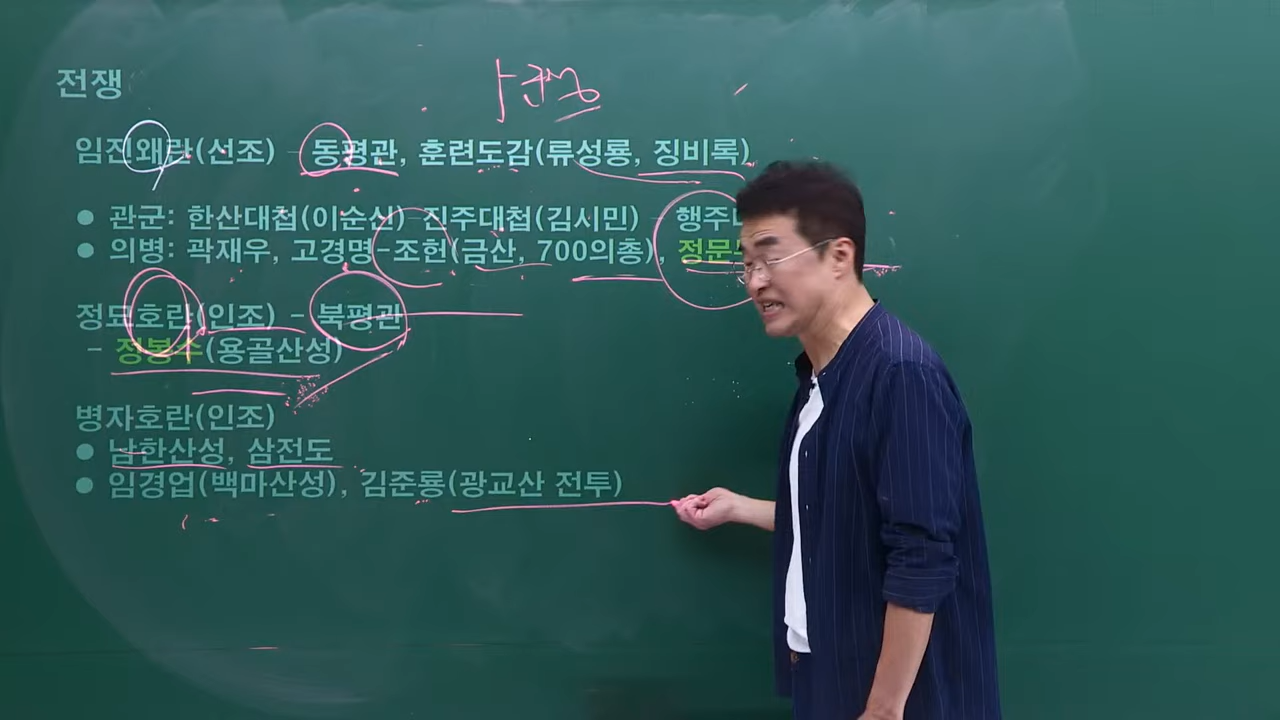 전쟁
임진왜란(선조) - 동평관, 훈련도감(류성룡, 징비록)
● 관군: 한산대첩(이순신)-진주대첩(김시민) - 행주
● 의병: 곽재우, 고경명-조헌(금산, 700의총), 정문
정묘호란(인조) - 북평관
- 정봉수(용골산성)
병자호란(인조)
● 남한산성, 삼전도
● 임경업(백마산성), 김준룡(광교산 전투)